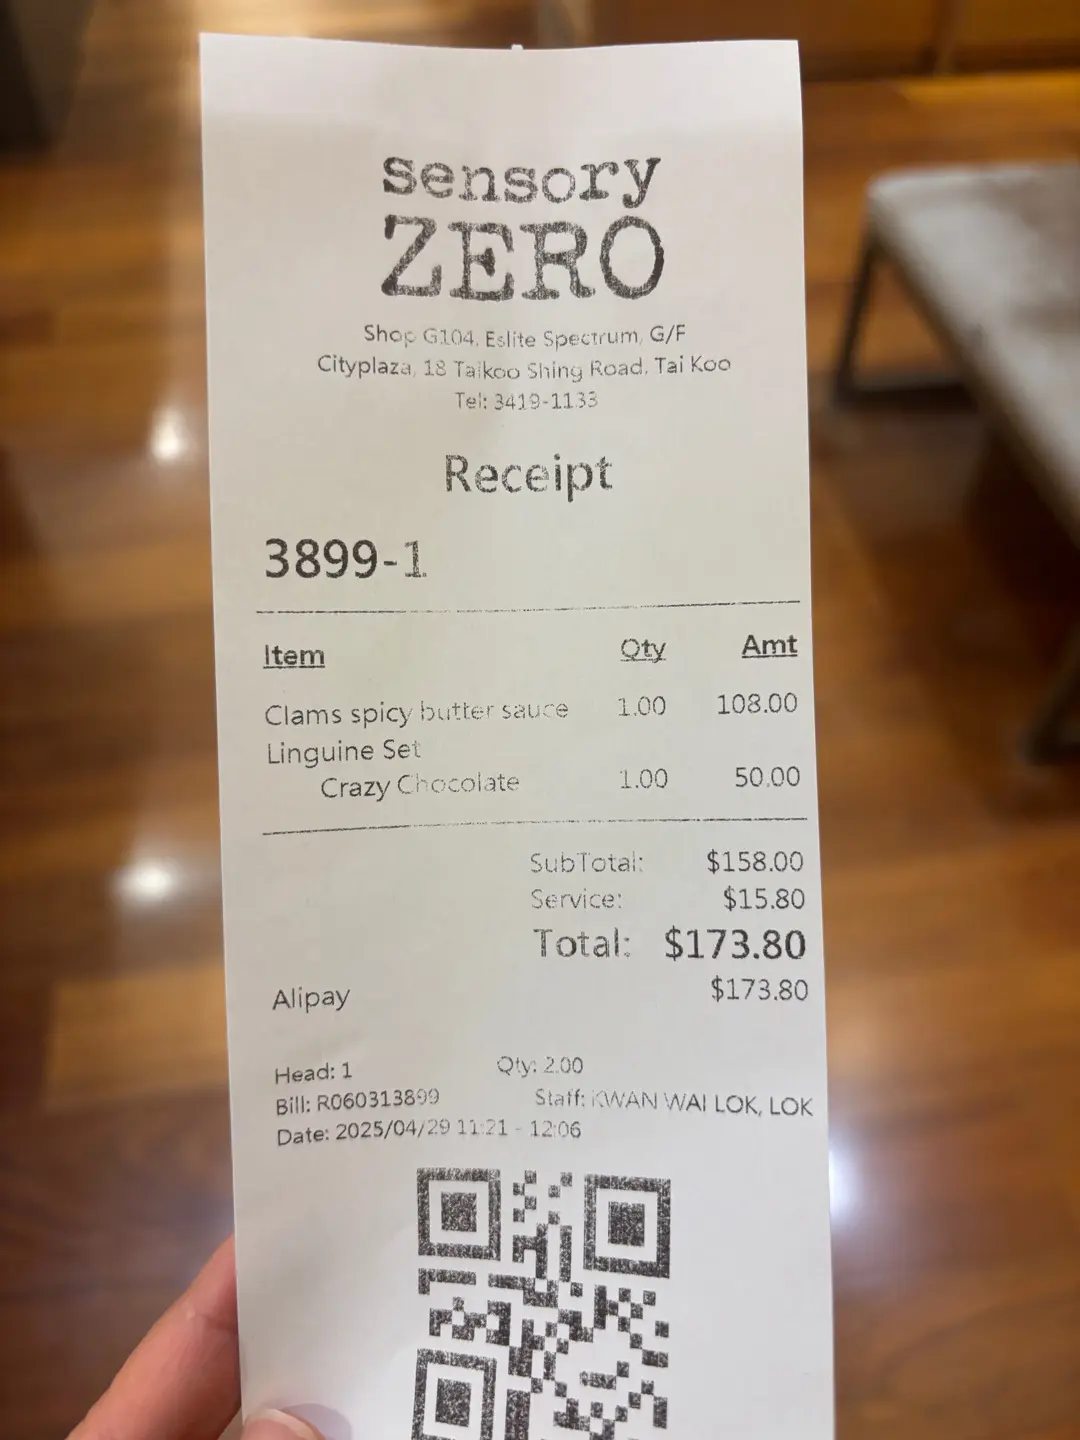 sensory
ZERO
Shop G104, Eslite Spectrum, G/F
Cityplaza, 18 Taikoo Shing Road, Tai Koo
Tel: 3419-1133
Receipt
3899-1
Item Qty Amt
Clams spicy butter sauce 1.00 108.00
Linguine Set
Crazy Chocolate 1.00 50.00
SubTotal: $158.00
Service: $15.80
Total: $173.80
Alipay $173.80
Head: 1 Qty: 2.00
Bill: R060313899 Staff: KWAN WAI LOK, LOK
Date: 2025/04/29 11:21 - 12:06